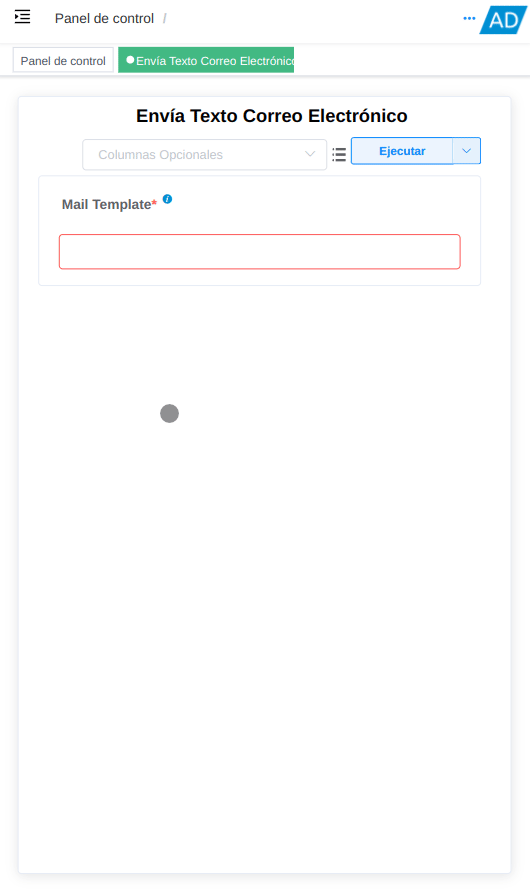 Panel de control /
AD
Panel de control
Envía Texto Correo Electrónico
Envía Texto Correo Electrónico
Columnas Opcionales
Ejecutar
Mail Template*